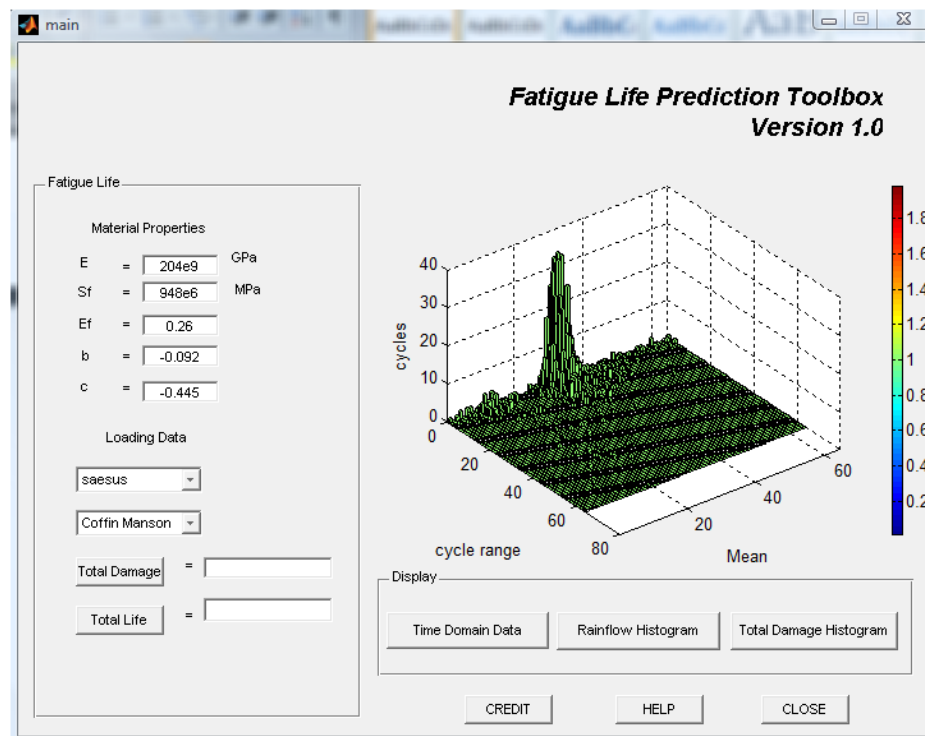 main
Fatigue Life Prediction Toolbox
Version 1.0
Fatigue Life
Material Properties
E = 204e9 GPa
Sf = 948e6 MPa
Ef = 0.26
b = -0.092
c = -0.445
Loading Data
saesus
Coffin Manson
Total Damage =
Total Life =
40
30
20
10
0
cycles
0
20
40
60
80
cycle range
20
40
60
Mean
1.8
1.6
1.4
1.2
1
0.8
0.6
0.4
0.2
Display
Time Domain Data Rainflow Histogram Total Damage Histogram
CREDIT HELP CLOSE